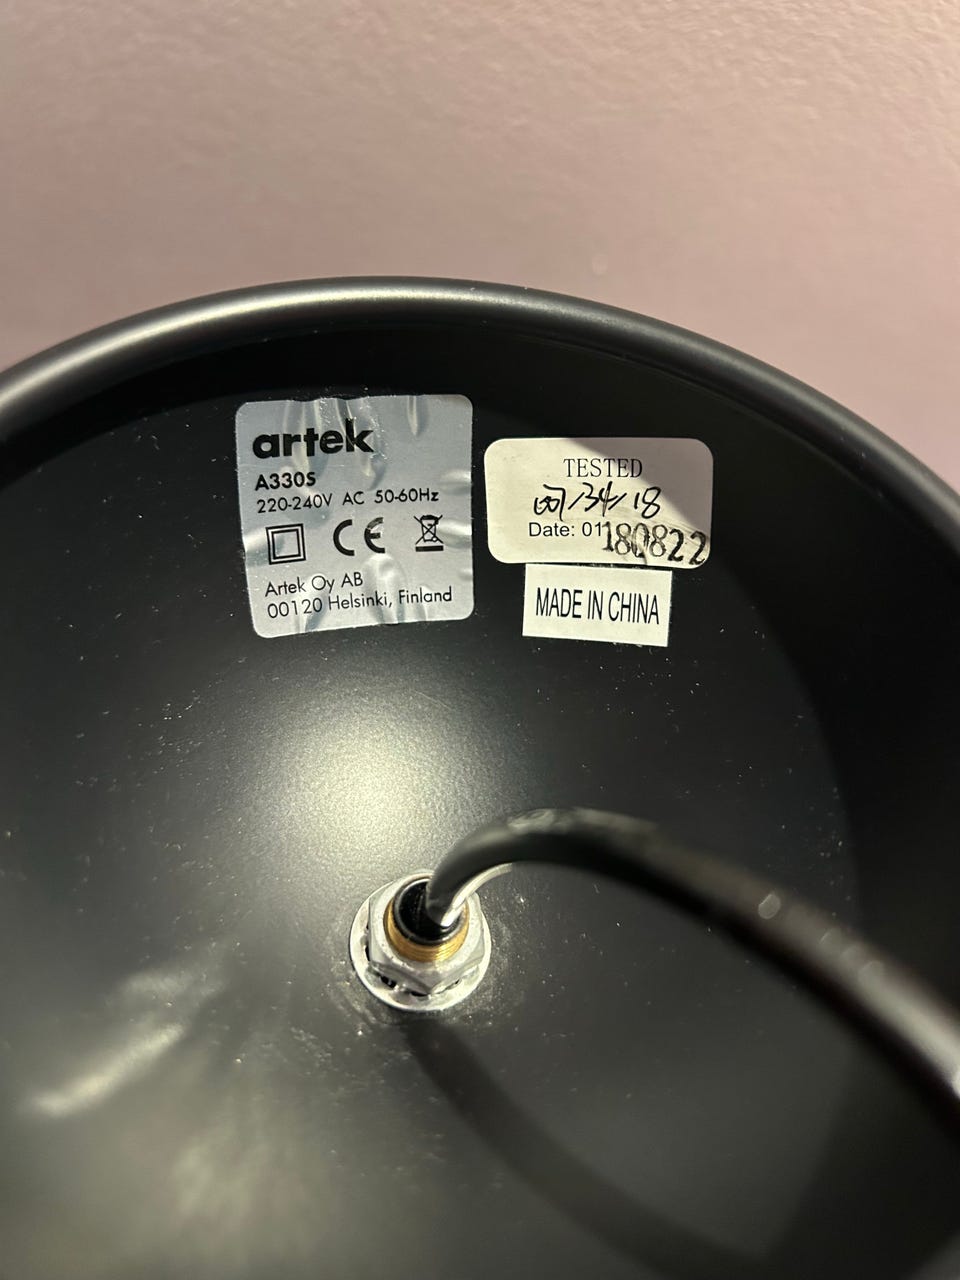 artek
A330S
220-240V AC 50-60Hz
CE
Artek Oy AB
00120 Helsinki, Finland
TESTED
Date: 01
180822
MADE IN CHINA